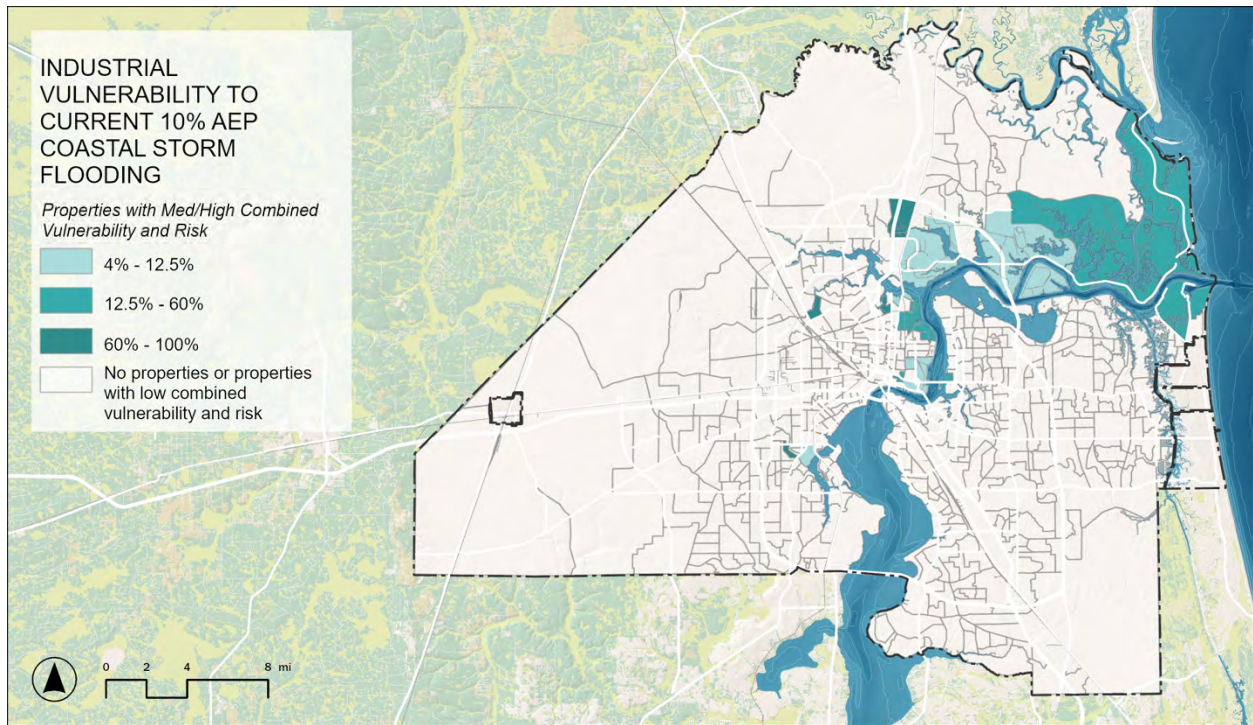 INDUSTRIAL
VULNERABILITY TO
CURRENT 10% AEP
COASTAL STORM
FLOODING
Properties with Med/High Combined
Vulnerability and Risk
4% - 12.5%
12.5% - 60%
60% - 100%
No properties or properties
with low combined
vulnerability and risk
0 2 4 8 mi